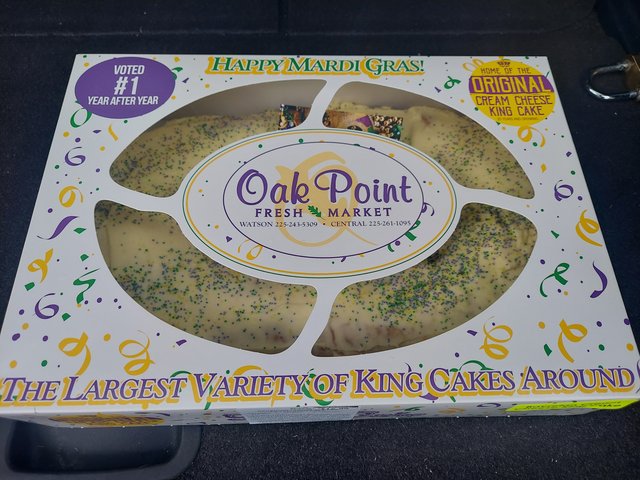 HAPPY MARDI GRAS!
VOTED
#1
YEAR AFTER YEAR
HOME OF THE
ORIGINAL
CREAM CHEESE
KING CAKE
Oak Point
FRESH MARKET
WATSON 225-243-5309 • CENTRAL 225-261-1095
THE LARGEST VARIETY OF KING CAKES AROUND